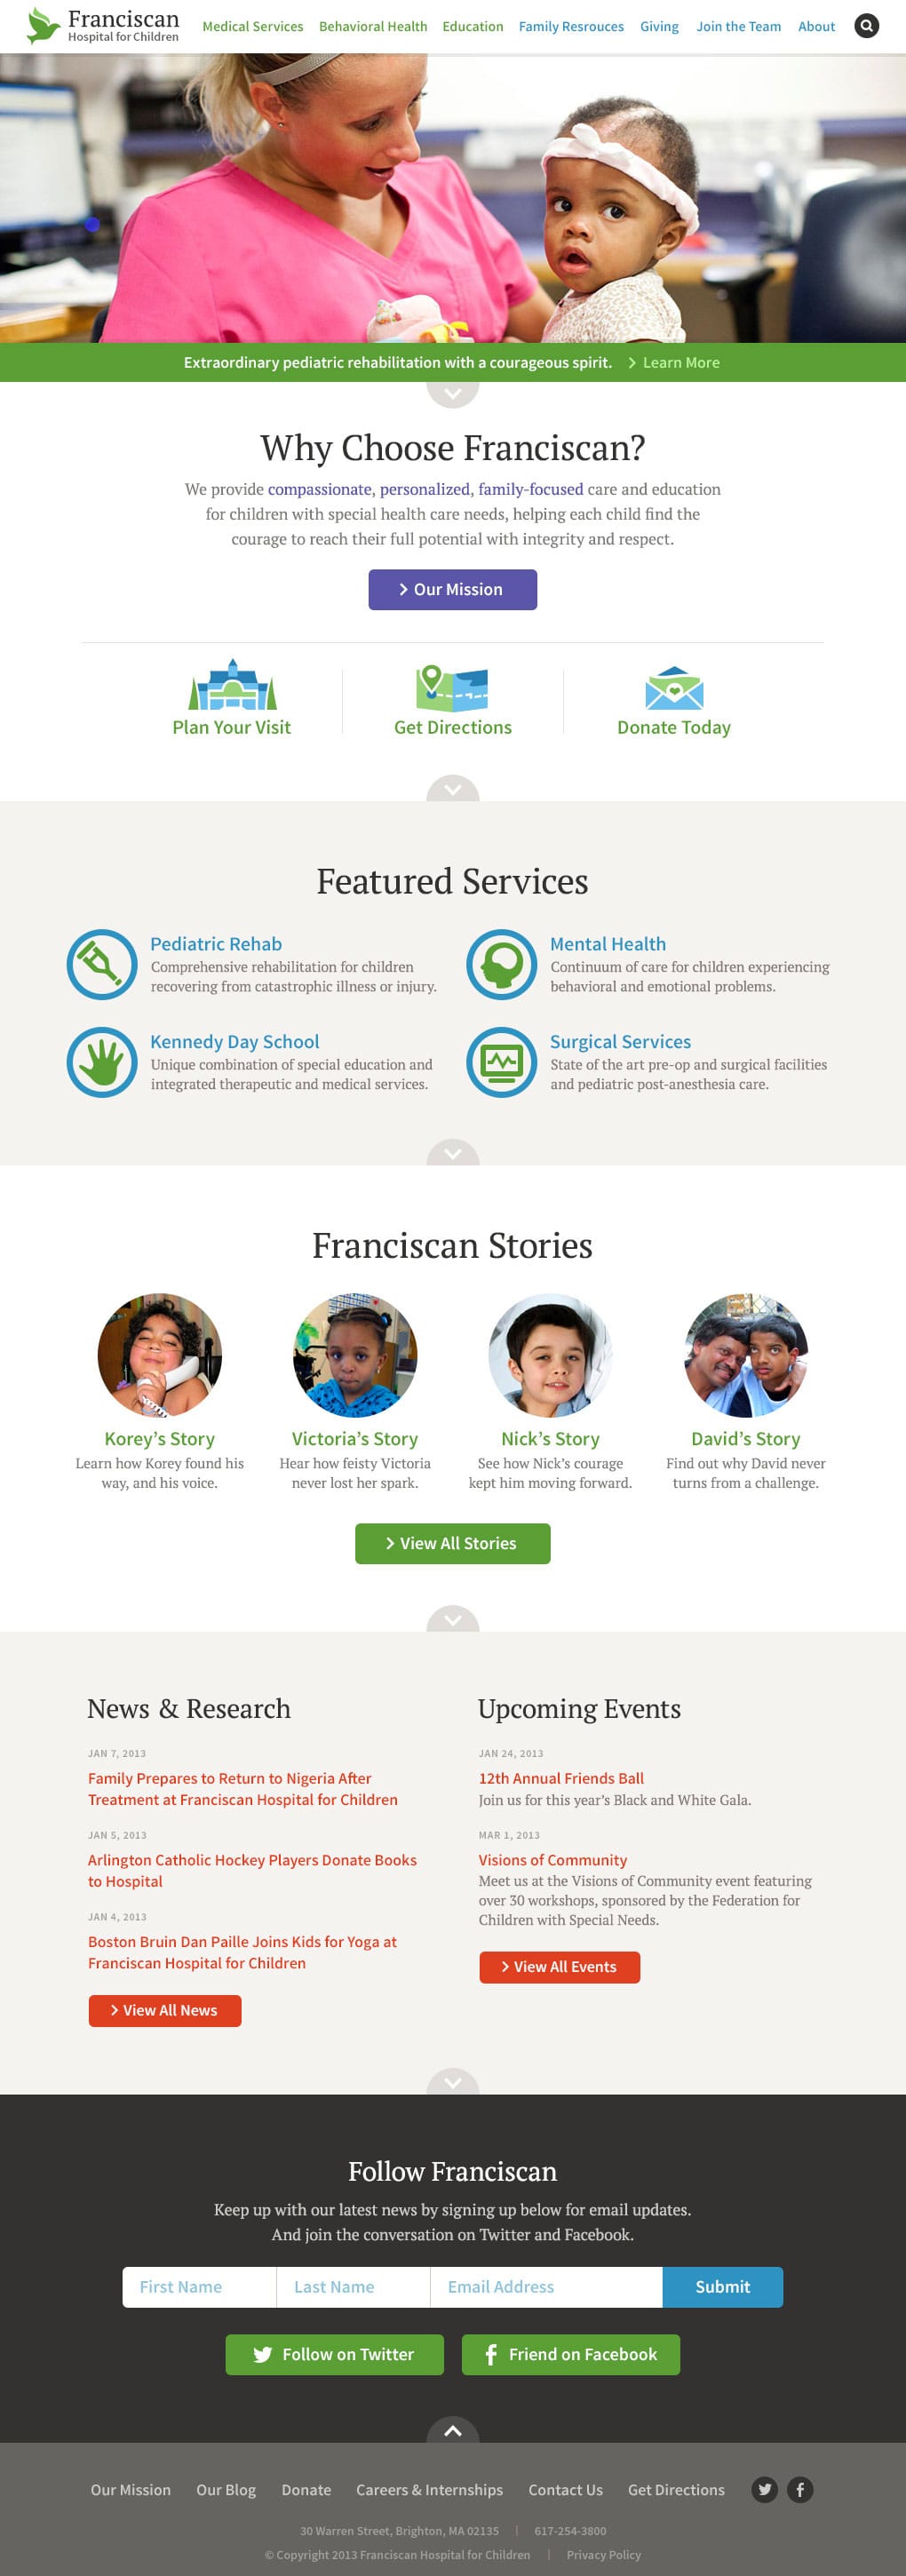 Franciscan
Hospital for Children
Medical Services Behavioral Health Education Family Resrouces Giving Join the Team About
Extraordinary pediatric rehabilitation with a courageous spirit. Learn More
Why Choose Franciscan?
We provide compassionate, personalized, family-focused care and education
for children with special health care needs, helping each child find the
courage to reach their full potential with integrity and respect.
Our Mission
Plan Your Visit Get Directions Donate Today
Featured Services
Pediatric Rehab
Comprehensive rehabilitation for children
recovering from catastrophic illness or injury.
Mental Health
Continuum of care for children experiencing
behavioral and emotional problems.
Kennedy Day School
Unique combination of special education and
integrated therapeutic and medical services.
Surgical Services
State of the art pre-op and surgical facilities
and pediatric post-anesthesia care.
Franciscan Stories
Korey’s Story
Learn how Korey found his
way, and his voice.
Victoria’s Story
Hear how feisty Victoria
never lost her spark.
Nick’s Story
See how Nick’s courage
kept him moving forward.
David’s Story
Find out why David never
turns from a challenge.
View All Stories
News & Research
JAN 7, 2013
Family Prepares to Return to Nigeria After
Treatment at Franciscan Hospital for Children
JAN 5, 2013
Arlington Catholic Hockey Players Donate Books
to Hospital
JAN 4, 2013
Boston Bruin Dan Paille Joins Kids for Yoga at
Franciscan Hospital for Children
View All News
Upcoming Events
JAN 24, 2013
12th Annual Friends Ball
Join us for this year’s Black and White Gala.
MAR 1, 2013
Visions of Community
Meet us at the Visions of Community event featuring
over 30 workshops, sponsored by the Federation for
Children with Special Needs.
View All Events
Follow Franciscan
Keep up with our latest news by signing up below for email updates.
And join the conversation on Twitter and Facebook.
First Name Last Name Email Address Submit
Follow on Twitter Friend on Facebook
Our Mission Our Blog Donate Careers & Internships Contact Us Get Directions
30 Warren Street, Brighton, MA 02135 | 617-254-3800
© Copyright 2013 Franciscan Hospital for Children | Privacy Policy